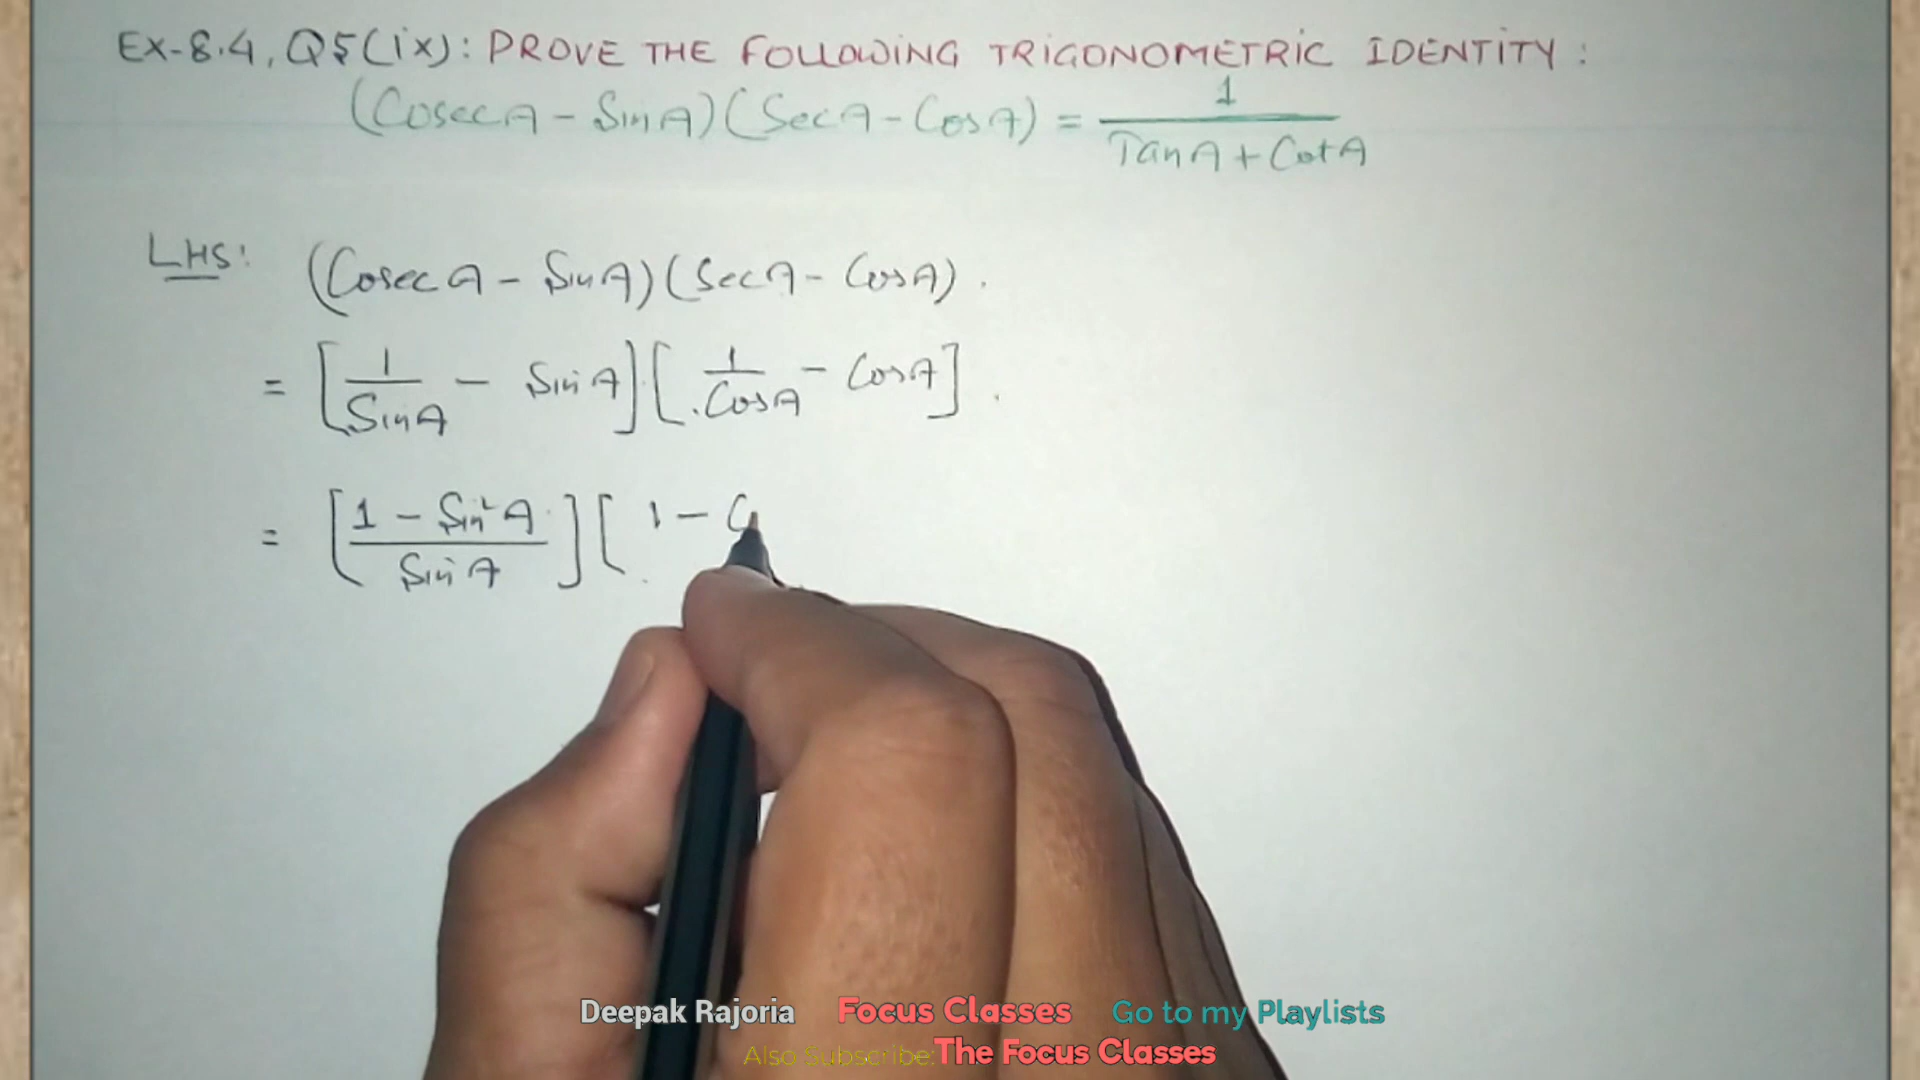 EX-8.4, Q5(ix): PROVE THE FOLLOWING TRIGONOMETRIC IDENTITY:
(CosecA - SinA)(SecA - CosA) = 1/(TanA + CotA)
LHS: (CosecA - SinA)(SecA - CosA).
= [1/SinA - SinA][1/CosA - CosA].
= [(1 - Sin²A)/SinA][1 - C
Deepak Rajoria Focus Classes Go to my Playlists
Also Subscribe: The Focus Classes